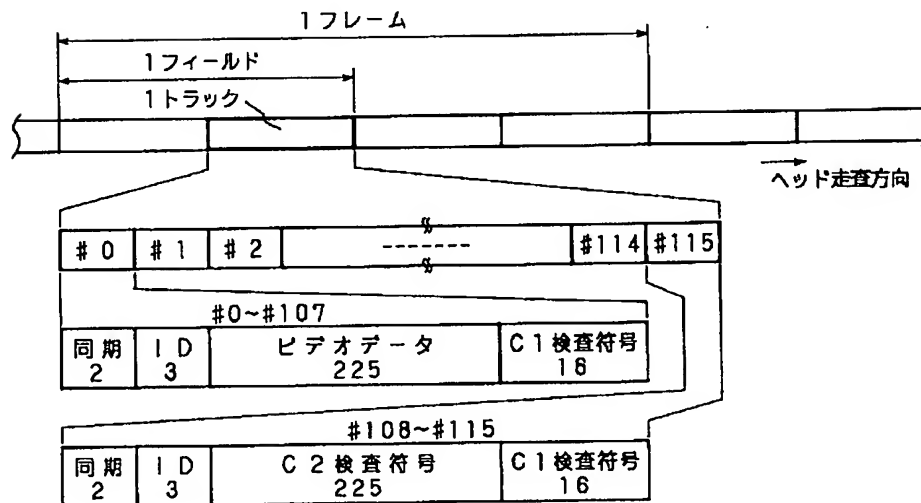 1フレーム
1フィールド
1トラック
ヘッド走査方向
#0 #1 #2 ------- #114 #115
#0~#107
同期 ID ビデオデータ C1検査符号
2 3 225 16
#108~#115
同期 ID C2検査符号 C1検査符号
2 3 225 16